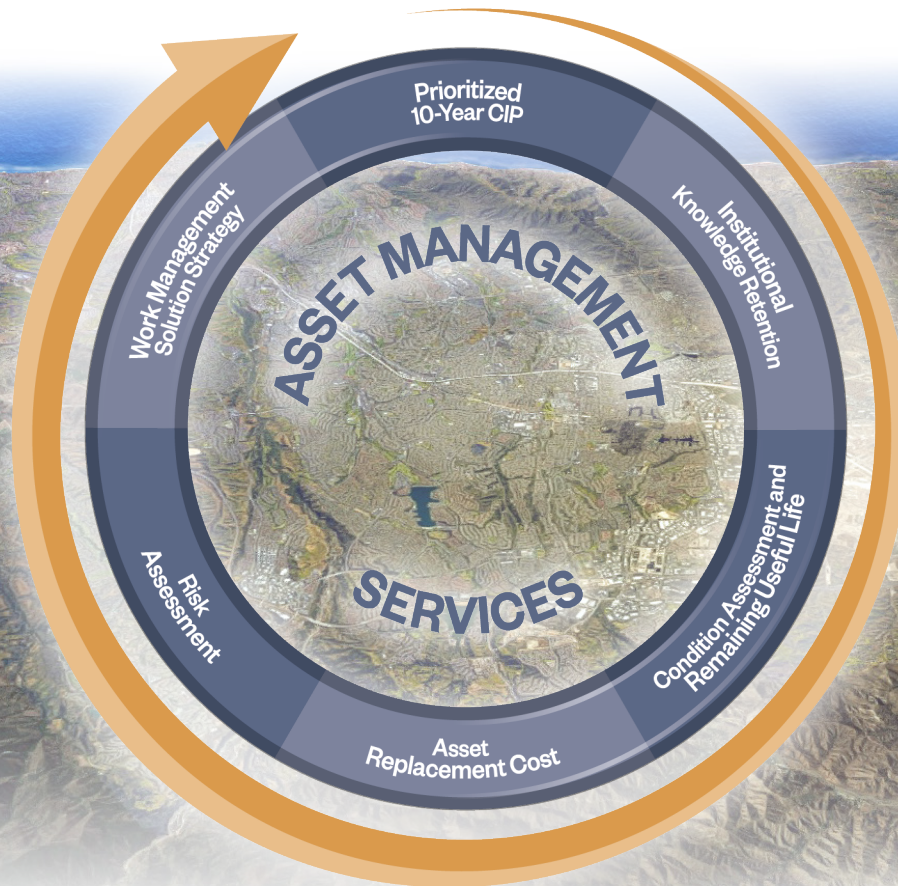 Prioritized
10-Year CIP
Institutional
Knowledge Retention
Condition Assessment and
Remaining Useful Life
Asset
Replacement Cost
Risk
Assessment
Work Management
Solution Strategy
ASSET MANAGEMENT
SERVICES